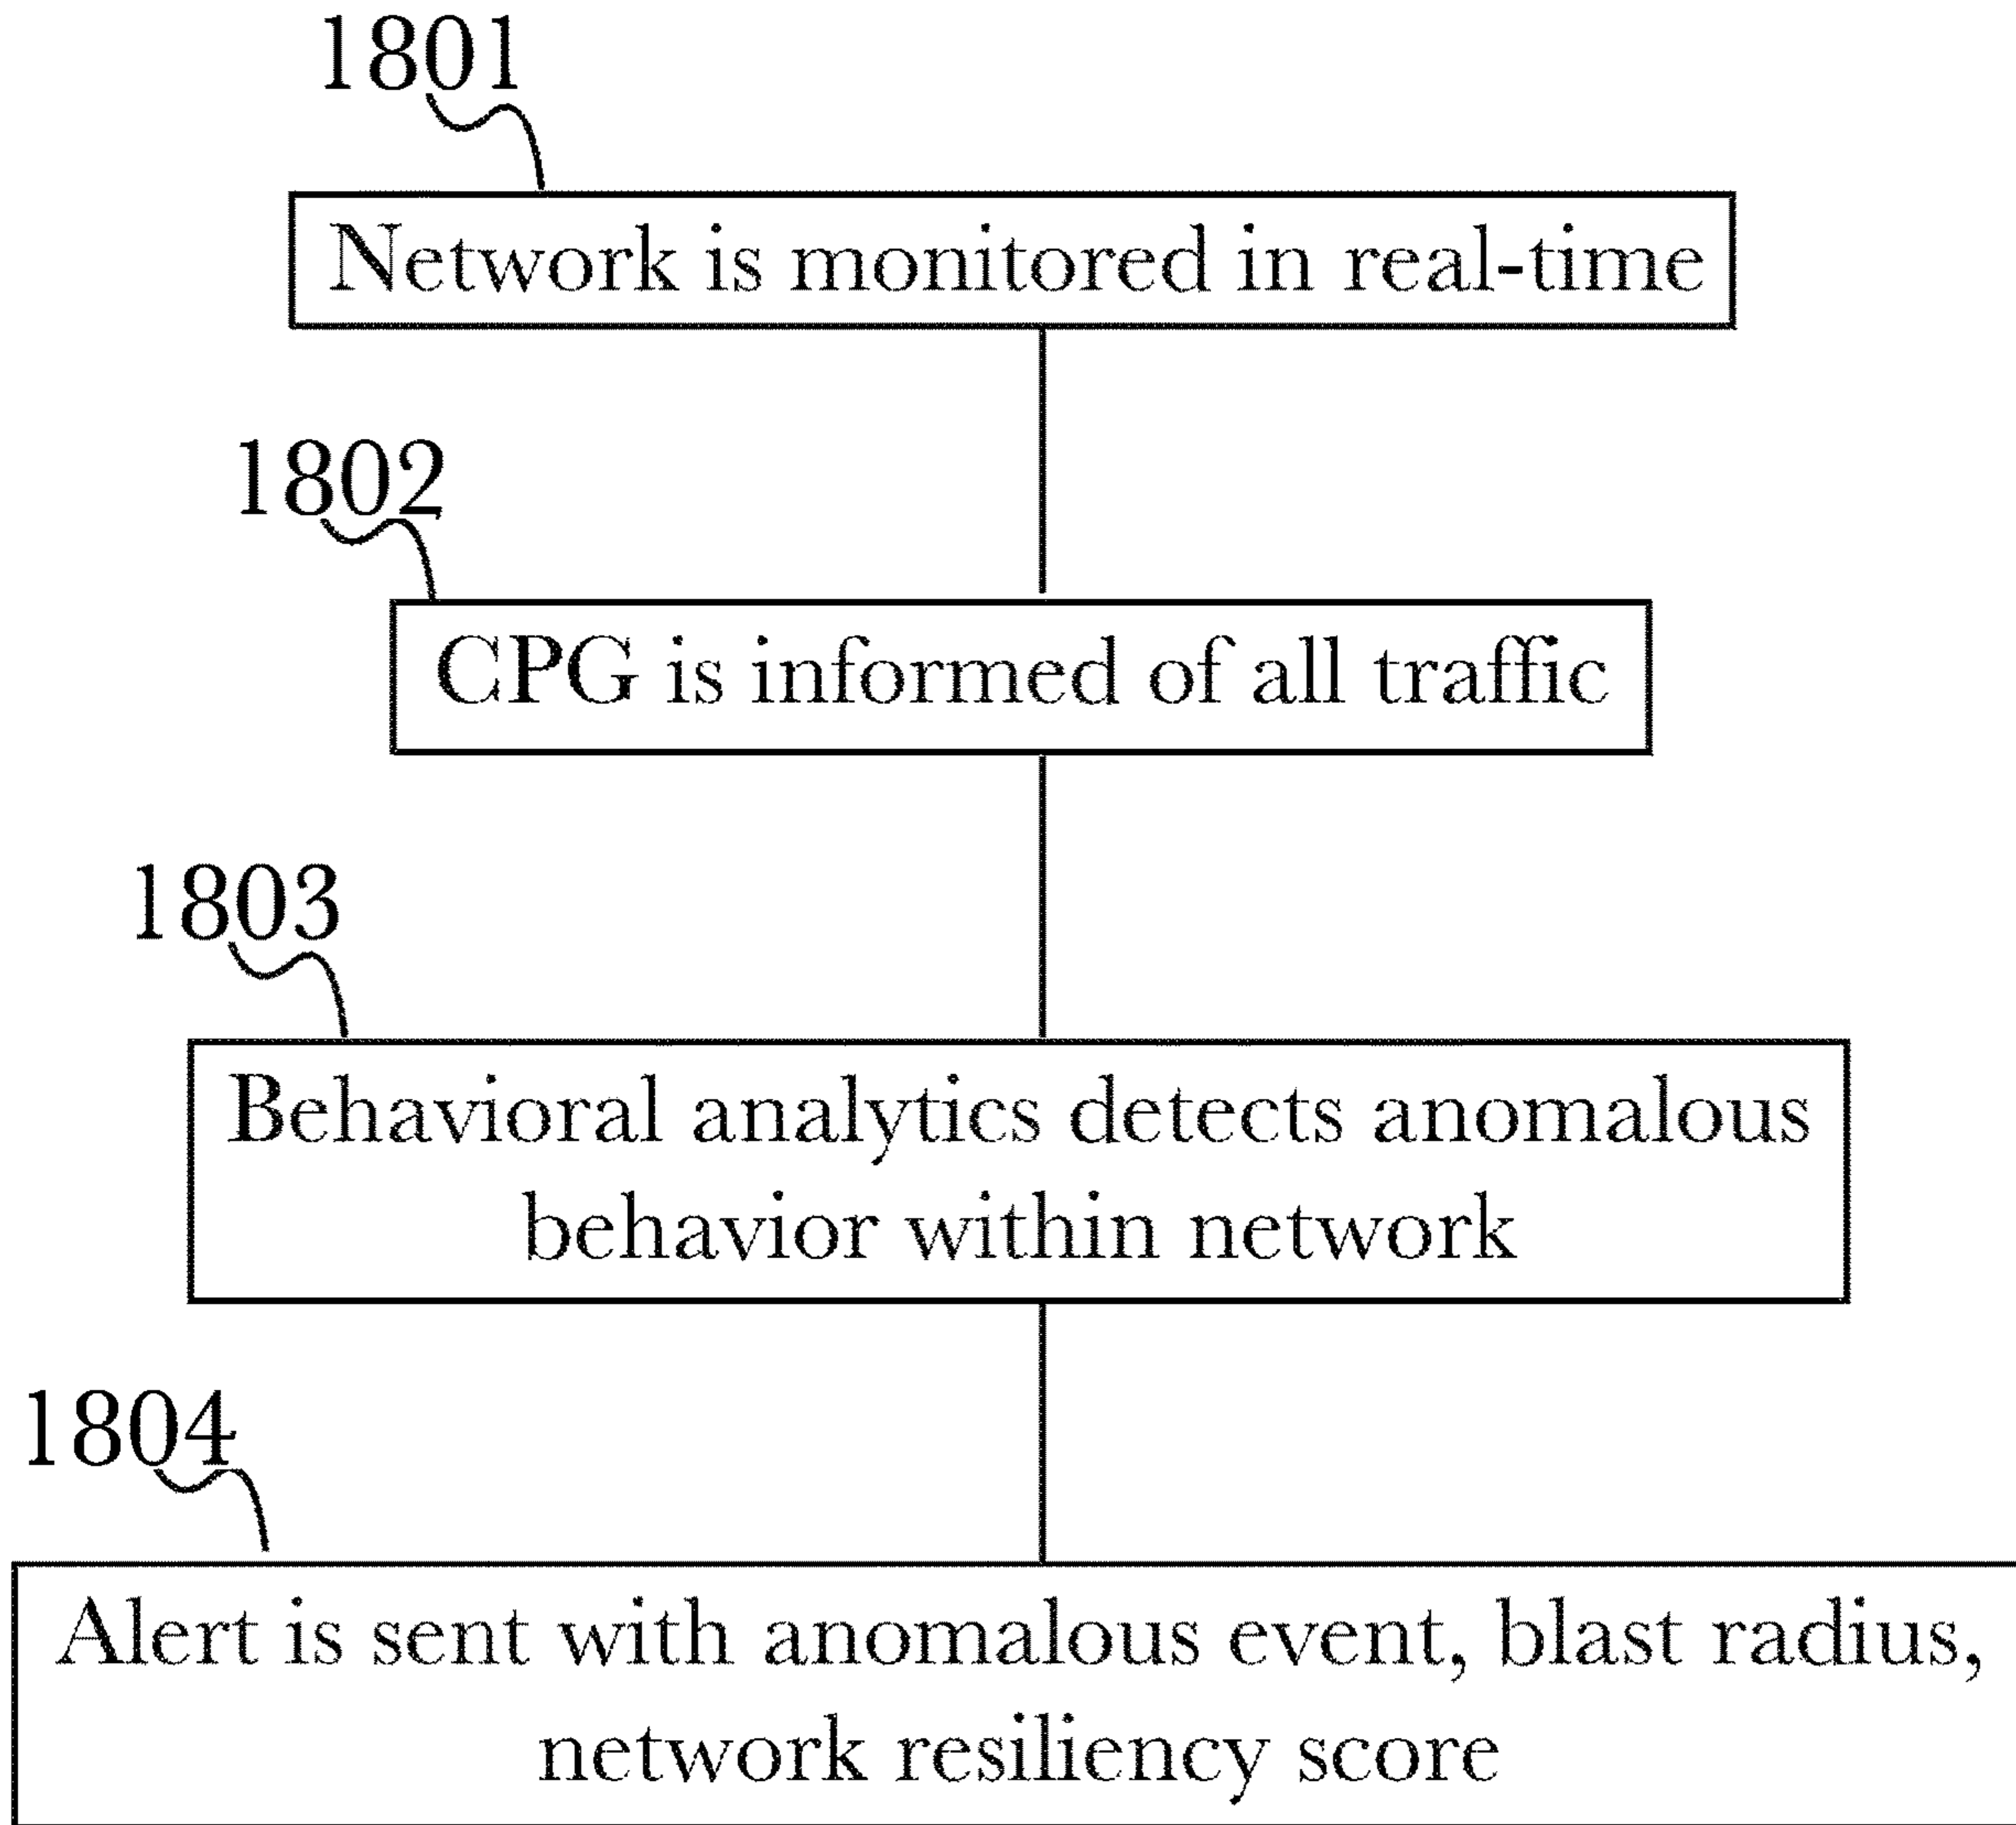 1801
Network is monitored in real-time
1802
CPG is informed of all traffic
1803
Behavioral analytics detects anomalous
behavior within network
1804
Alert is sent with anomalous event, blast radius,
network resiliency score